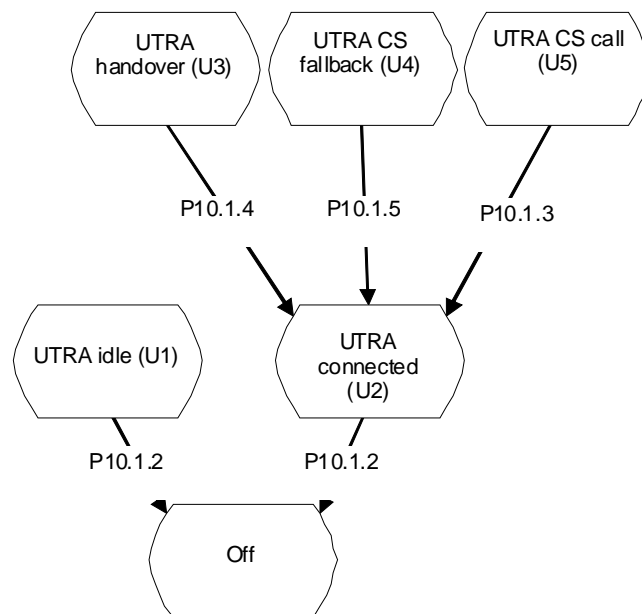 UTRA
handover (U3)
UTRA CS
fallback (U4)
UTRA CS call
(U5)
P10.1.4
P10.1.5
P10.1.3
UTRA idle (U1)
UTRA
connected
(U2)
P10.1.2
P10.1.2
Off